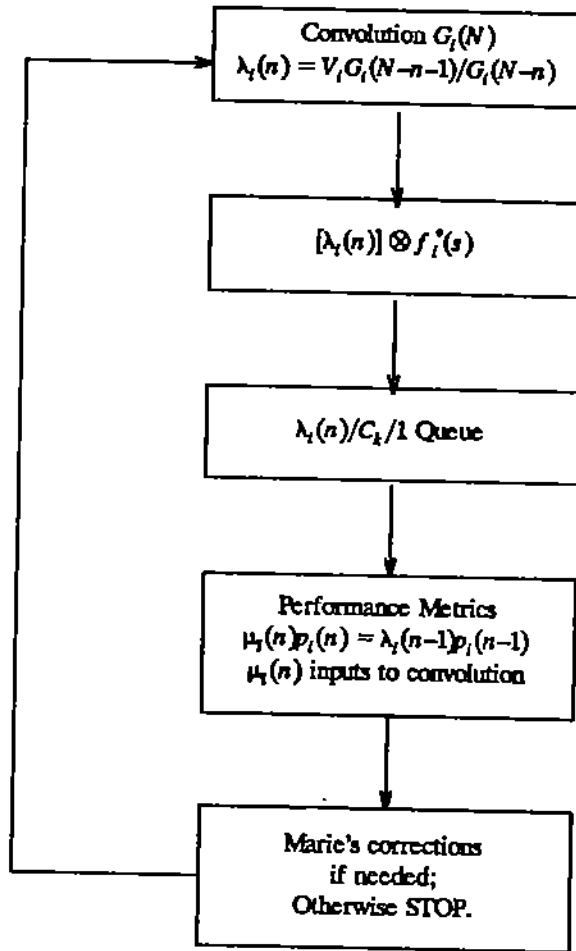 Convolution G_i(N)
λ_i(n) = V_i G_i(N−n−1)/G_i(N−n)
[λ_i(n)] ⊗ f_i^*(s)
λ_i(n)/C_k/1 Queue
Performance Metrics
μ_i(n)p_i(n) = λ_i(n−1)p_i(n−1)
μ_i(n) inputs to convolution
Marie's corrections
if needed;
Otherwise STOP.